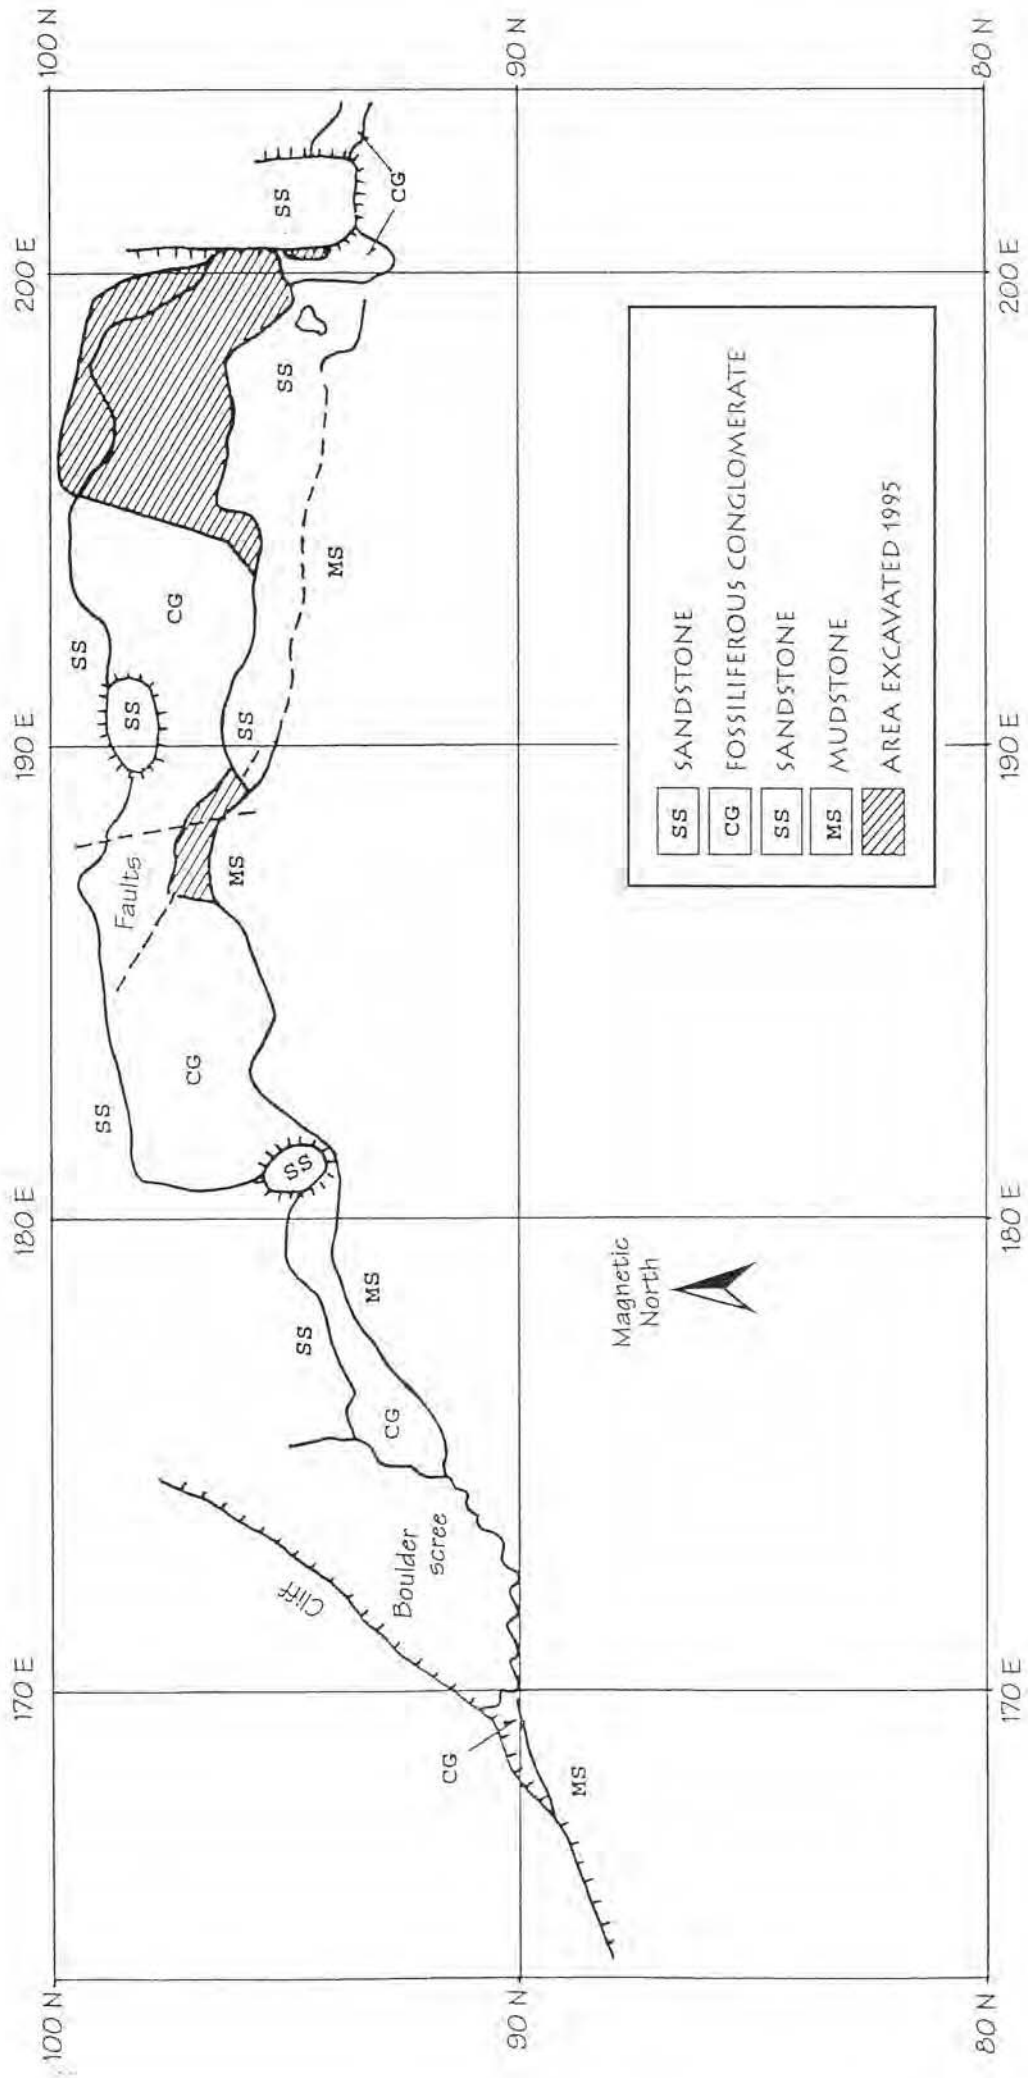 170 E
180 E
190 E
200 E
100 N
100 N
SS
SS
SS
SS
Faults
CG
CG
SS
SS
SS
SS
SS
CG
Cliff
MS
MS
MS
Boulder
scree
CG
CG
90 N
90 N
MS
Magnetic
North
SS SANDSTONE
CG FOSSILIFEROUS CONGLOMERATE
SS SANDSTONE
MS MUDSTONE
AREA EXCAVATED 1995
80 N
80 N
170 E
180 E
190 E
200 E